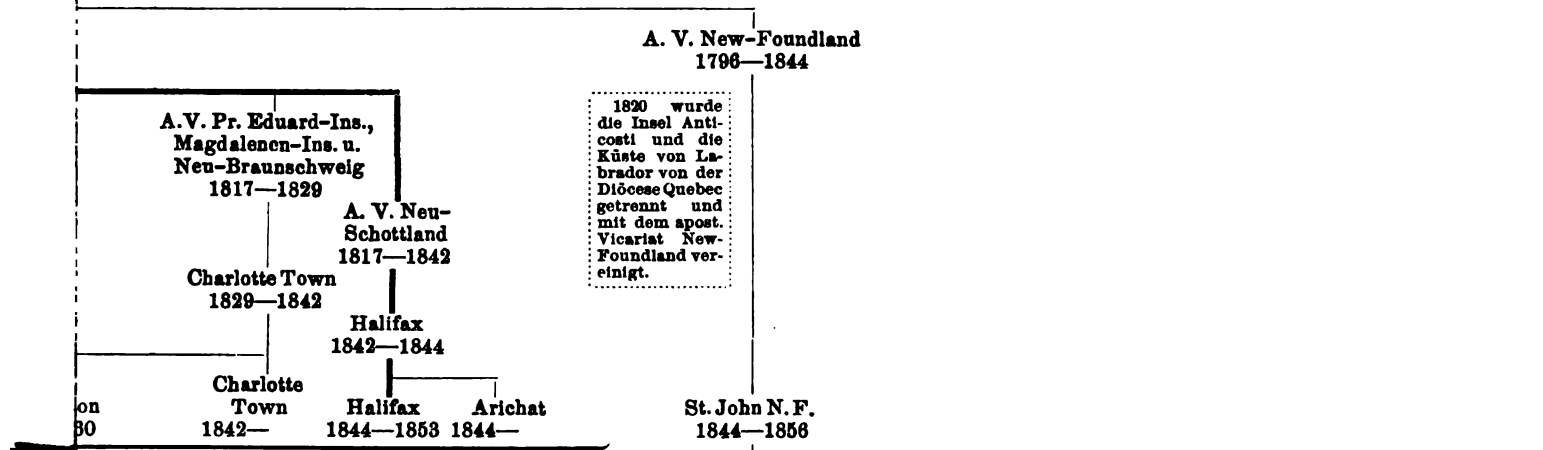 A. V. New-Foundland
1796—1844
A.V. Pr. Eduard-Ins.,
Magdalenen-Ins. u.
Neu-Braunschweig
1817—1829
A. V. Neu-
Schottland
1817—1842
1820 wurde
die Insel Anti-
costi und die
Küste von La-
brador von der
Diöcese Quebec
getrennt und
mit dem apost.
Vicariat New-
Foundland ver-
einigt.
Charlotte Town
1829—1842
Halifax
1842—1844
Charlotte
Town
1842—
on
30
Halifax
1844—1853
Arichat
1844—
St. John N. F.
1844—1856